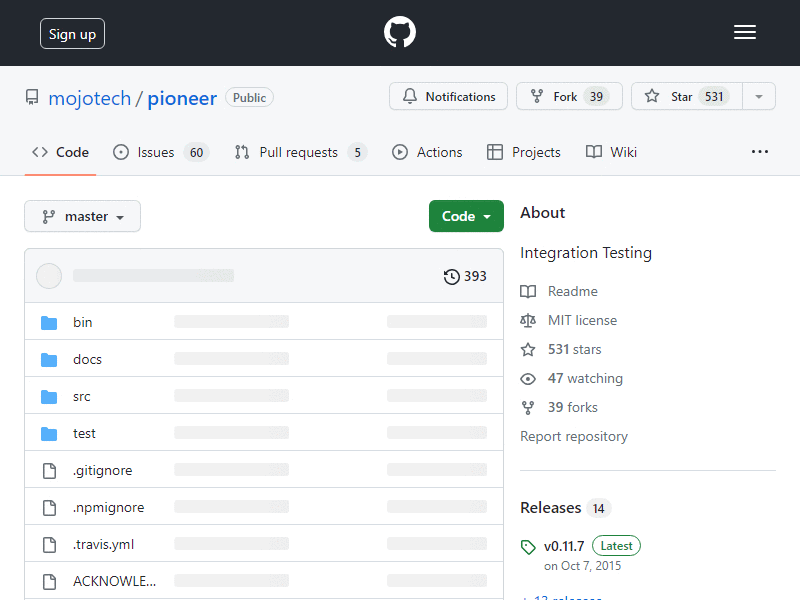 Sign up
mojotech / pioneer Public
Notifications
Fork 39
Star 531
Code
Issues 60
Pull requests 5
Actions
Projects
Wiki
master
Code
393
bin
docs
src
test
.gitignore
.npmignore
.travis.yml
ACKNOWLE...
About
Integration Testing
Readme
MIT license
531 stars
47 watching
39 forks
Report repository
Releases 14
v0.11.7 Latest
on Oct 7, 2015
+ 13 releases